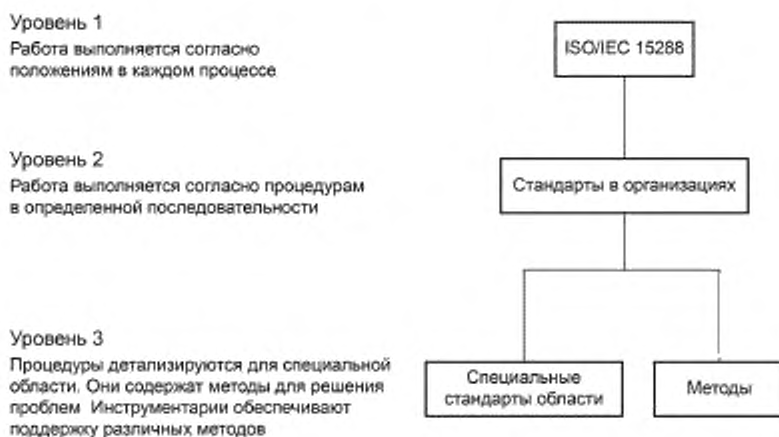 Уровень 1
Работа выполняется согласно
положениям в каждом процессе
ISO/IEC 15288
Уровень 2
Работа выполняется согласно процедурам
в определенной последовательности
Стандарты в организациях
Уровень 3
Процедуры детализируются для специальной
области. Они содержат методы для решения
проблем Инструментарии обеспечивают
поддержку различных методов
Специальные
стандарты области
Методы